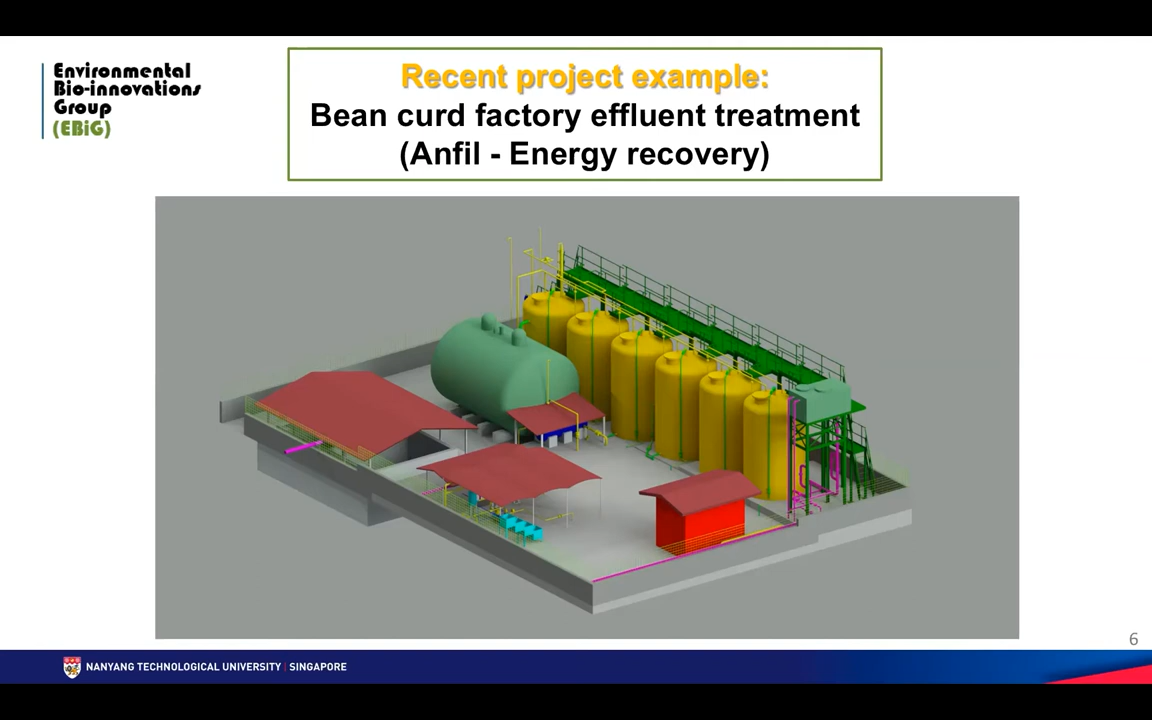 Environmental
Bio-innovations
Group
(EBiG)
Recent project example:
Bean curd factory effluent treatment
(Anfil - Energy recovery)
6
NANYANG TECHNOLOGICAL UNIVERSITY | SINGAPORE